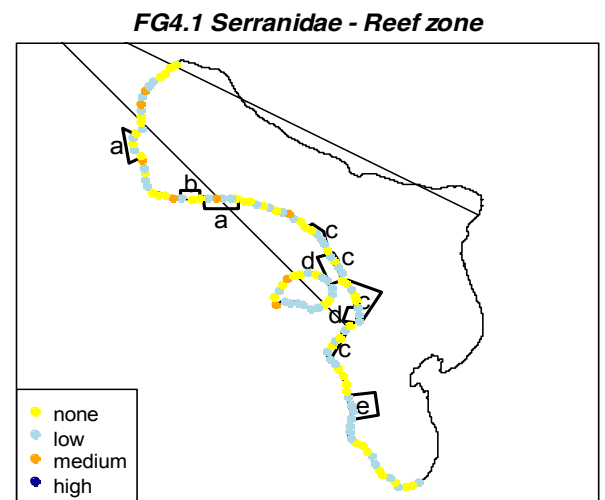 FG4.1 Serranidae - Reef zone
a
b
a
c
d
c
c
d
c
e
none
low
medium
high